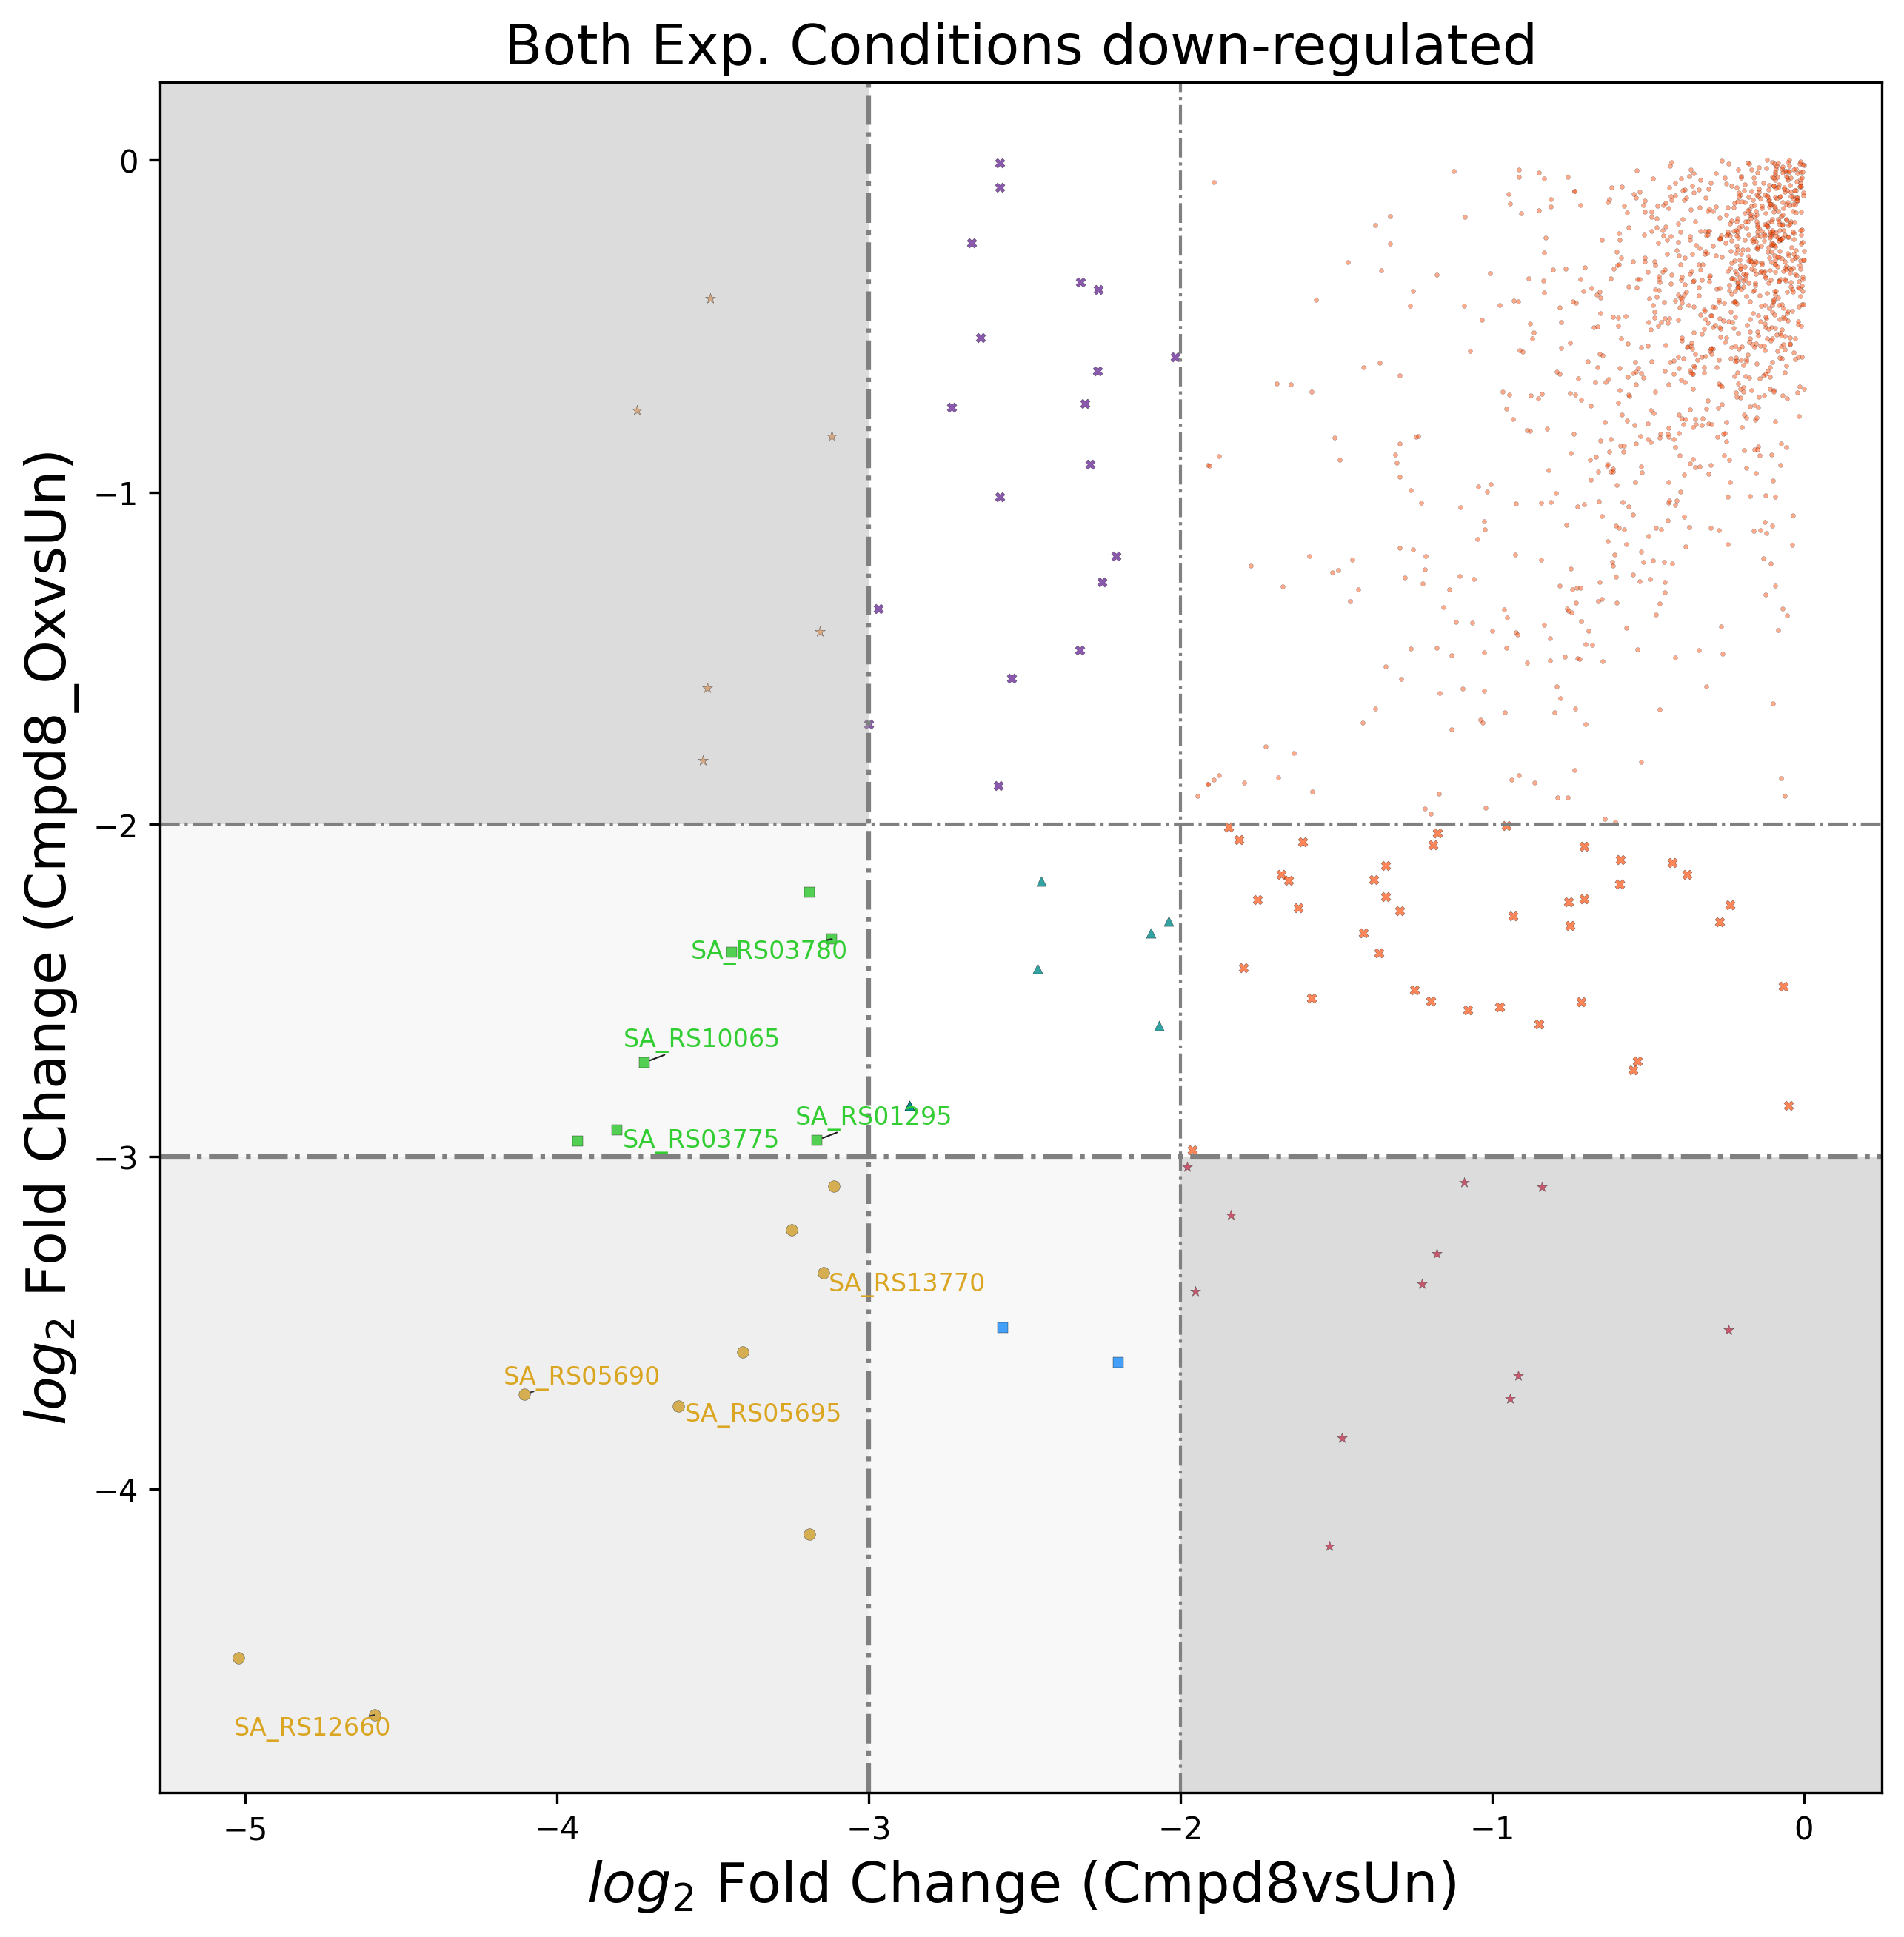 Both Exp. Conditions down-regulated
log2 Fold Change (Cmpd8_OxvsUn)
0
−1
−2
−3
−4
SA_RS03780
SA_RS10065
SA_RS01295
SA_RS03775
SA_RS13770
SA_RS05690
SA_RS05695
SA_RS12660
−5
−4
−3
−2
−1
0
log2 Fold Change (Cmpd8vsUn)